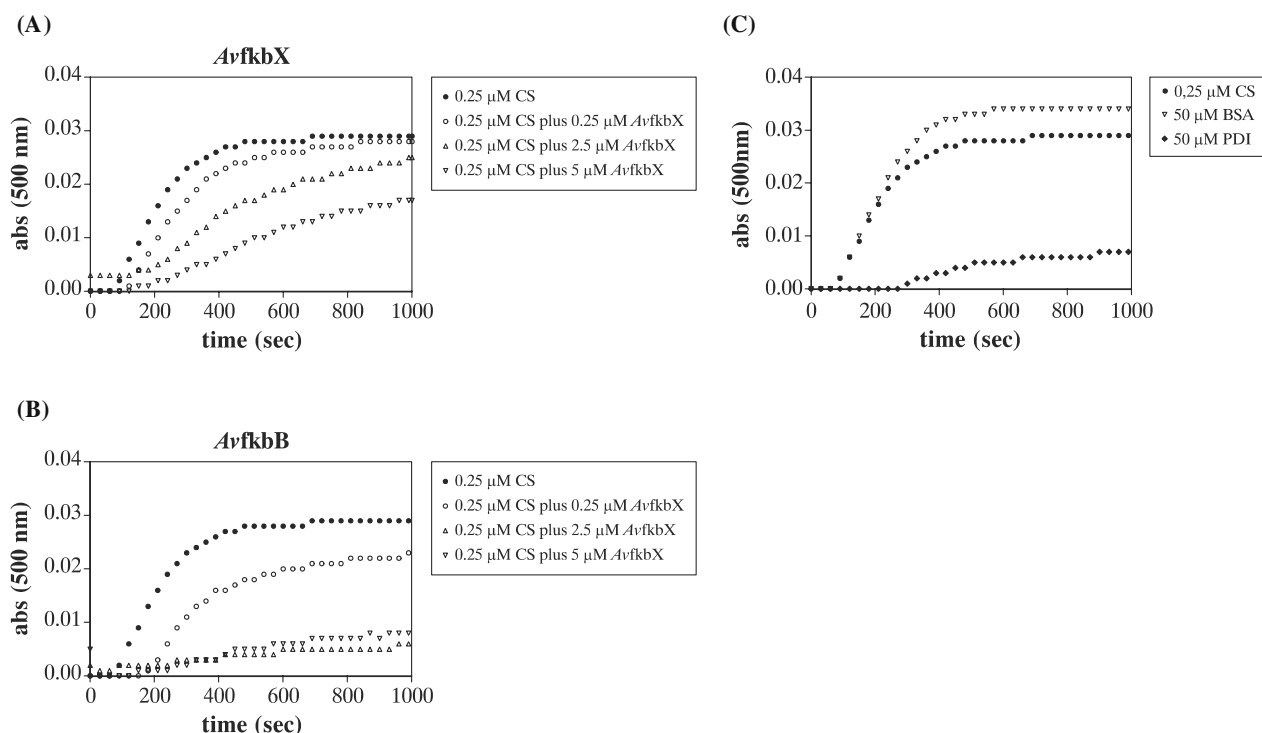 (A)
AvfkbX
0.04
0.03
0.02
0.01
0.00
abs (500 nm)
0 200 400 600 800 1000
time (sec)
0.25 μM CS
0.25 μM CS plus 0.25 μM AvfkbX
0.25 μM CS plus 2.5 μM AvfkbX
0.25 μM CS plus 5 μM AvfkbX
(C)
0.04
0.03
0.02
0.01
0.00
abs (500nm)
0 200 400 600 800 1000
time (sec)
0,25 μM CS
50 μM BSA
50 μM PDI
(B)
AvfkbB
0.04
0.03
0.02
0.01
0.00
abs (500 nm)
0 200 400 600 800 1000
time (sec)
0.25 μM CS
0.25 μM CS plus 0.25 μM AvfkbX
0.25 μM CS plus 2.5 μM AvfkbX
0.25 μM CS plus 5 μM AvfkbX